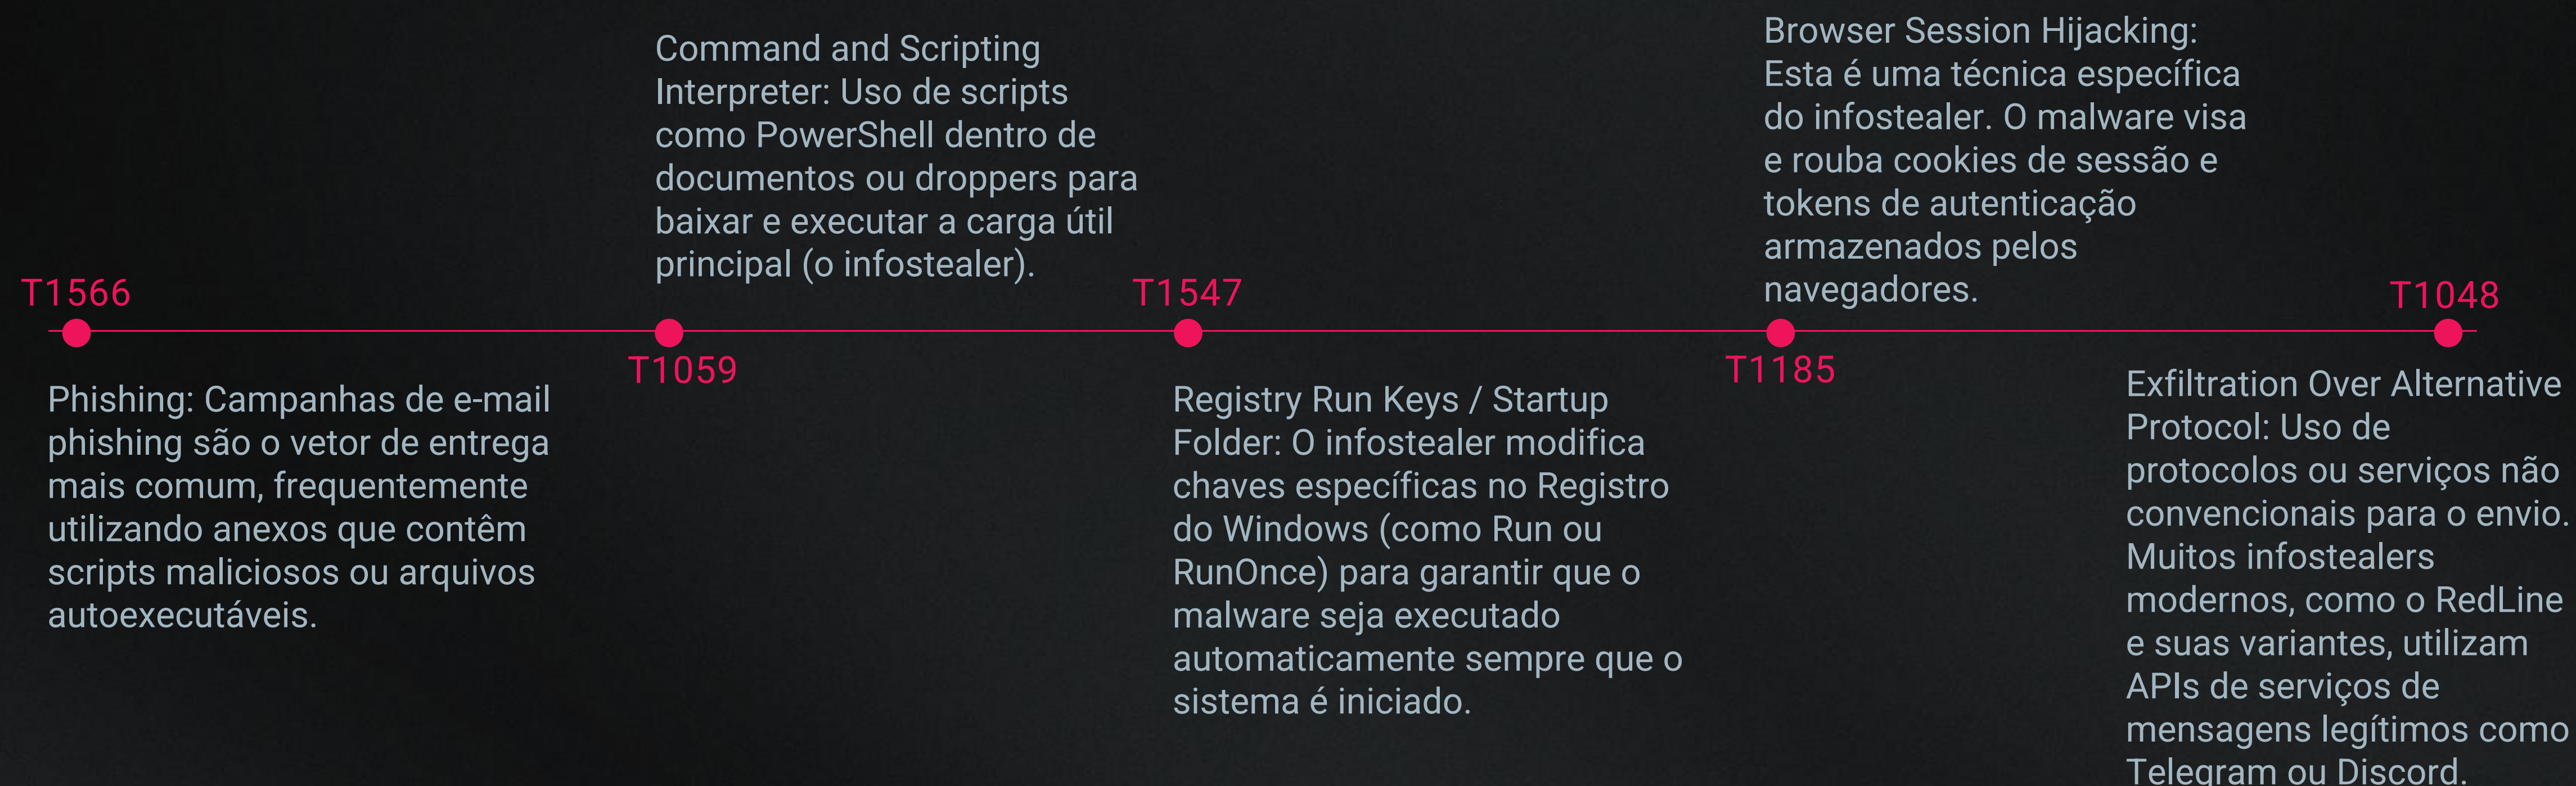 T1566
Phishing: Campanhas de e-mail
phishing são o vetor de entrega
mais comum, frequentemente
utilizando anexos que contêm
scripts maliciosos ou arquivos
autoexecutáveis.
Command and Scripting
Interpreter: Uso de scripts
como PowerShell dentro de
documentos ou droppers para
baixar e executar a carga útil
principal (o infostealer).
T1059
T1547
Registry Run Keys / Startup
Folder: O infostealer modifica
chaves específicas no Registro
do Windows (como Run ou
RunOnce) para garantir que o
malware seja executado
automaticamente sempre que o
sistema é iniciado.
Browser Session Hijacking:
Esta é uma técnica específica
do infostealer. O malware visa
e rouba cookies de sessão e
tokens de autenticação
armazenados pelos
navegadores.
T1185
T1048
Exfiltration Over Alternative
Protocol: Uso de
protocolos ou serviços não
convencionais para o envio.
Muitos infostealers
modernos, como o RedLine
e suas variantes, utilizam
APIs de serviços de
mensagens legítimos como
Telegram ou Discord.